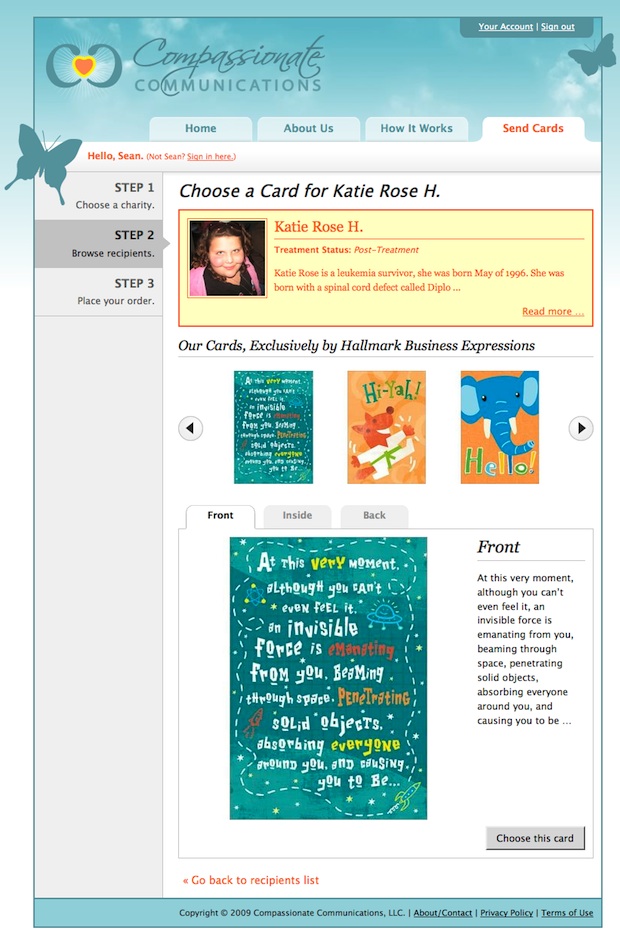 Your Account | Sign out
Compassionate
COMMUNICATIONS
Home
About Us
How It Works
Send Cards
Hello, Sean. (Not Sean? Sign in here.)
STEP 1
Choose a charity.
STEP 2
Browse recipients.
STEP 3
Place your order.
Choose a Card for Katie Rose H.
Katie Rose H.
Treatment Status: Post-Treatment
Katie Rose is a leukemia survivor, she was born May of 1996. She was
born with a spinal cord defect called Diplo ...
Read more ...
Our Cards, Exclusively by Hallmark Business Expressions
At this very moment,
although you can't
even feel it,
an invisible
force is emanating
from you, beaming
through space, penetrating
solid objects,
absorbing everyone
around you, and causing
you to be...
Hi-Yah!
Hello!
Front
Inside
Back
At this very moment,
although you can't
even feel it,
an invisible
force is emanating
from you, beaming
through space, penetrating
solid objects,
absorbing everyone
around you, and causing
you to be...
Front
At this very moment,
although you can't
even feel it, an
invisible force is
emanating from you,
beaming through
space, penetrating
solid objects,
absorbing everyone
around you, and
causing you to be ...
Choose this card
« Go back to recipients list
Copyright © 2009 Compassionate Communications, LLC. | About/Contact | Privacy Policy | Terms of Use